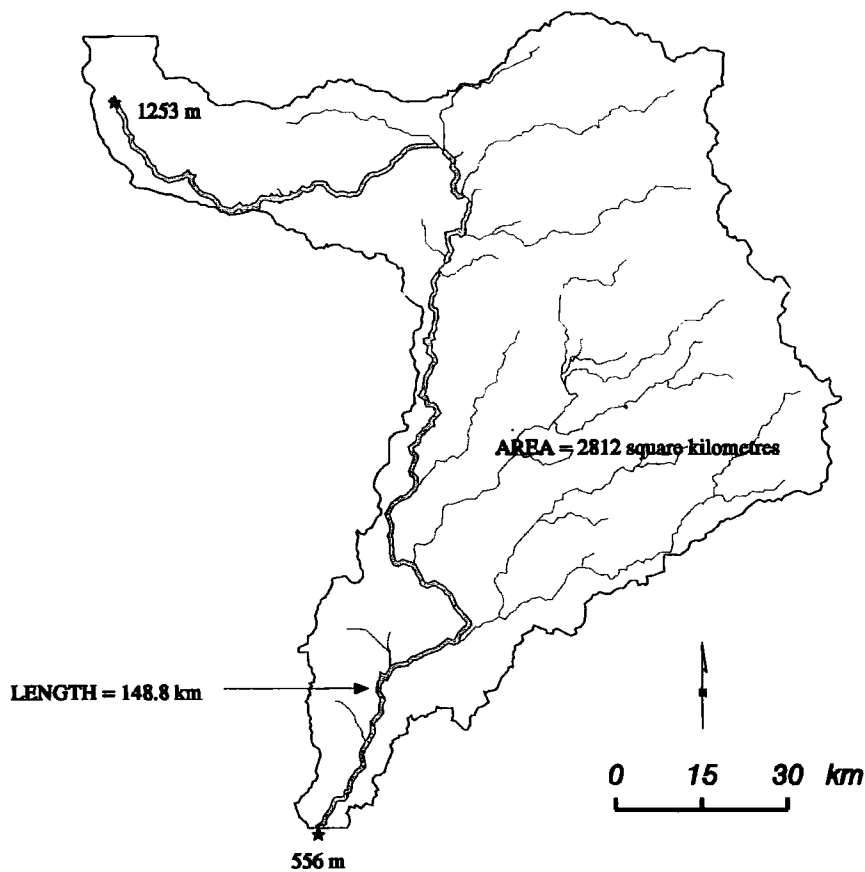 1253 m
AREA = 2812 square kilometres
LENGTH = 148.8 km
0 15 30 km
556 m